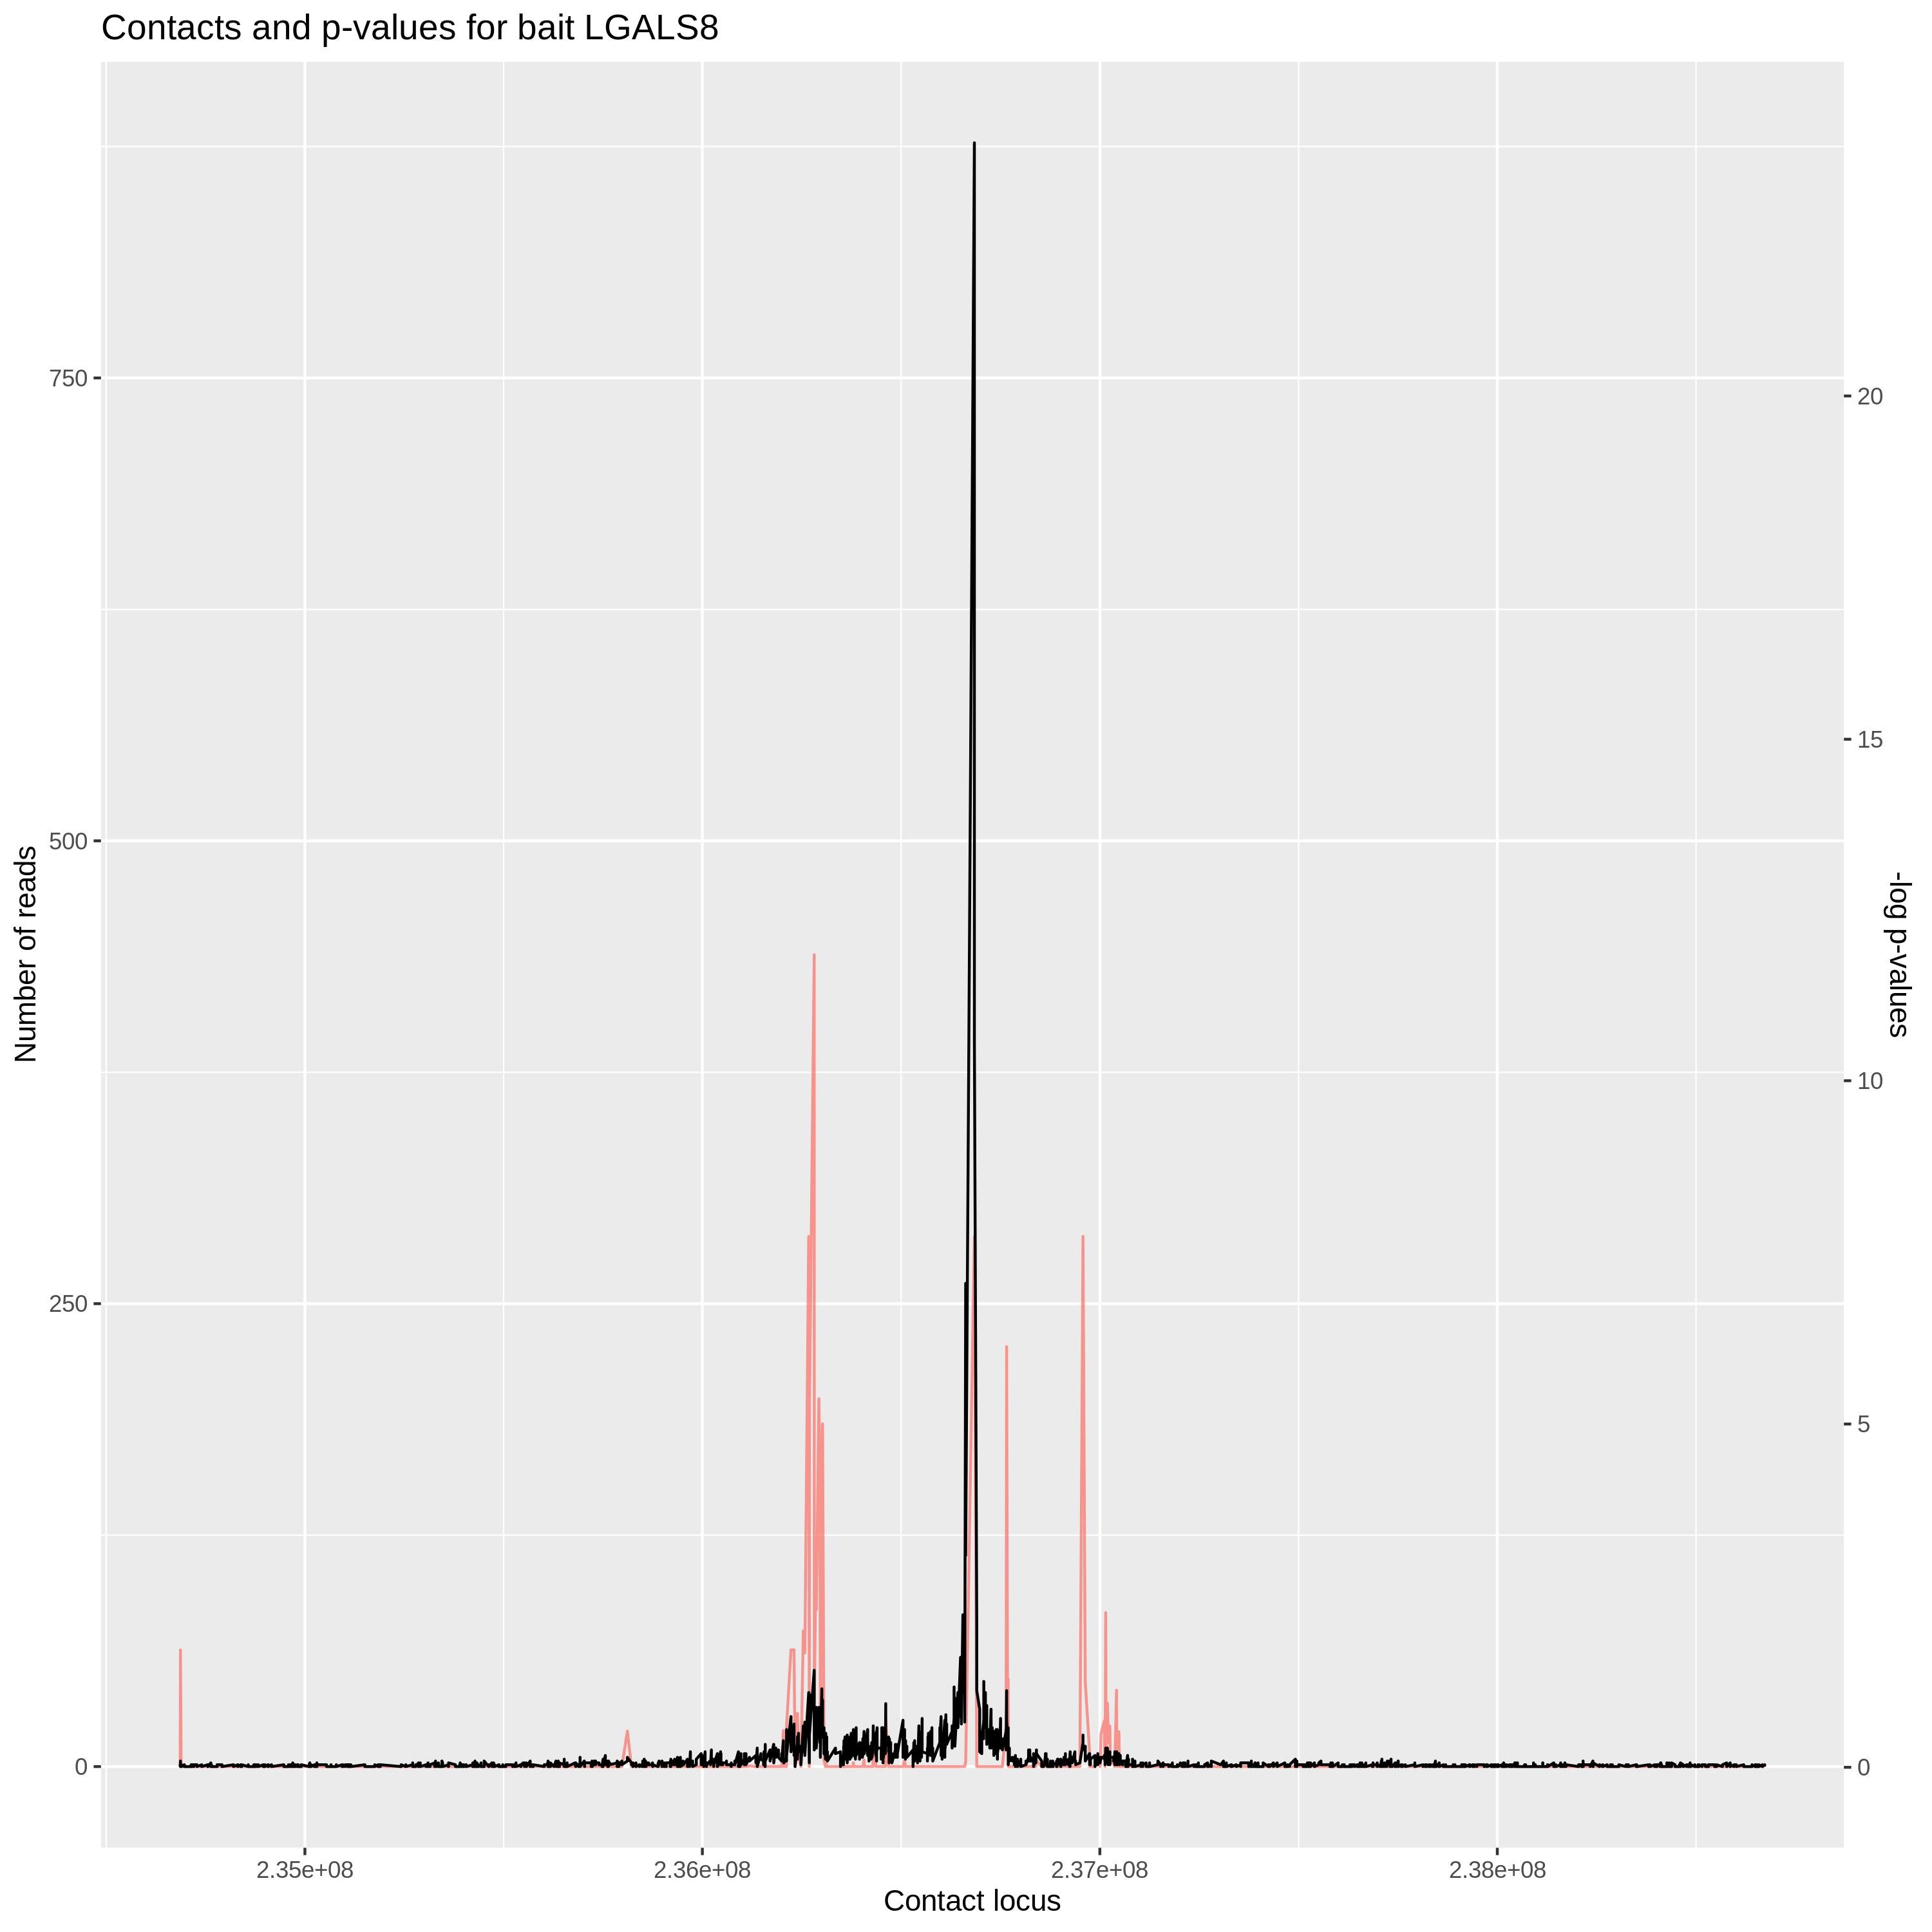 Contacts and p-values for bait LGALS8
Number of reads
750
500
250
0
20
15
10
5
0
-log p-values
2.35e+08
2.36e+08
2.37e+08
2.38e+08
Contact locus